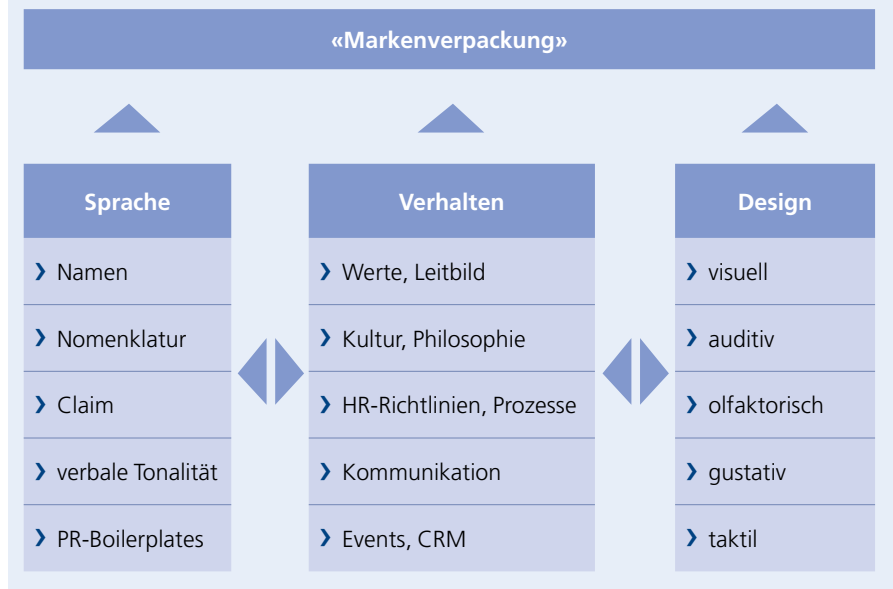 «Markenverpackung»
Sprache
Namen
Nomenklatur
Claim
verbale Tonalität
PR-Boilerplates
Verhalten
Werte, Leitbild
Kultur, Philosophie
HR-Richtlinien, Prozesse
Kommunikation
Events, CRM
Design
visuell
auditiv
olfaktorisch
gustativ
taktil